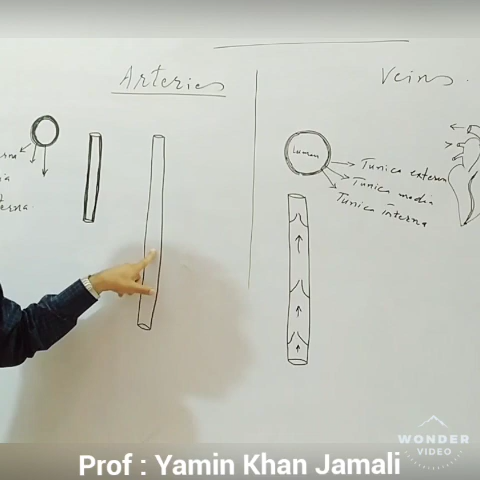 Arteries
Veins.
Lumen
Tunica externa
Tunica media
Tunica interna
WONDER
VIDEO
Prof : Yamin Khan Jamali